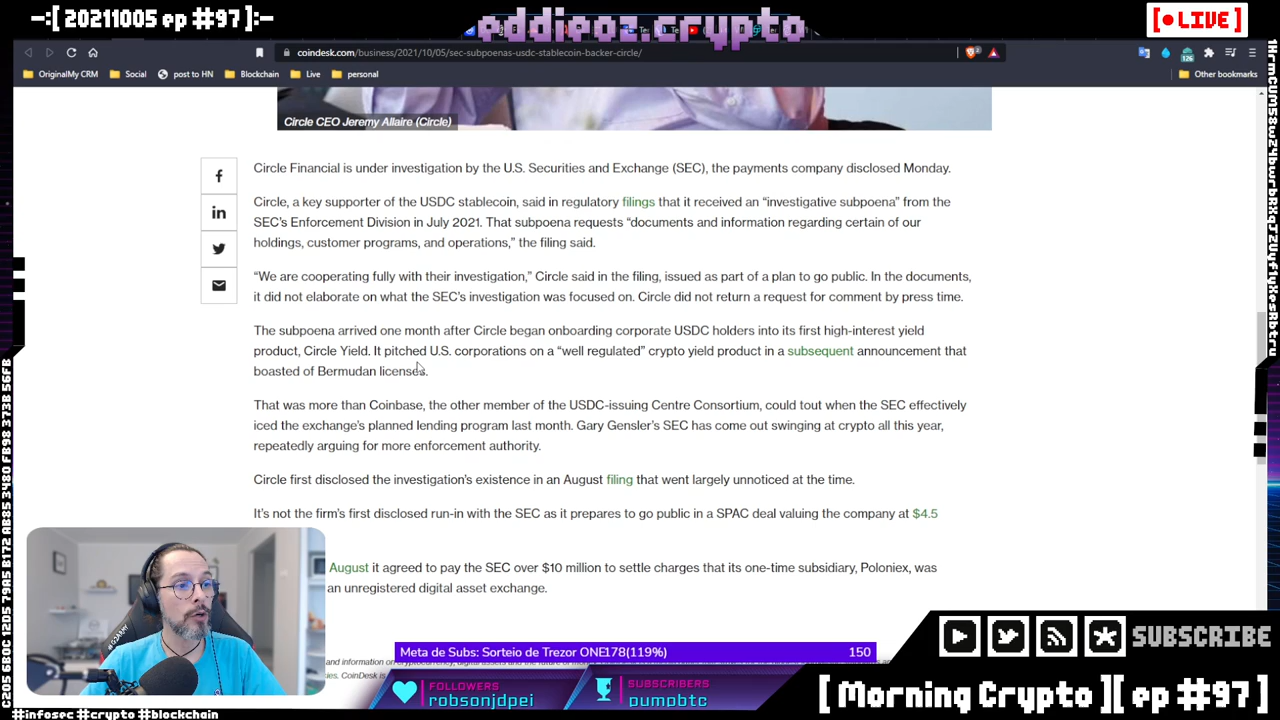 -:[ 20211005 ep #97]:-
eddieoz.crypto
[●LIVE]
coindesk.com/business/2021/10/05/sec-subpoenas-usdc-stablecoin-backer-circle/
OriginalMy CRM
Social
post to HN
Blockchain
Live
personal
Other bookmarks
Circle CEO Jeremy Allaire (Circle)
Circle Financial is under investigation by the U.S. Securities and Exchange (SEC), the payments company disclosed Monday.
Circle, a key supporter of the USDC stablecoin, said in regulatory filings that it received an “investigative subpoena” from the
SEC’s Enforcement Division in July 2021. That subpoena requests “documents and information regarding certain of our
holdings, customer programs, and operations,” the filing said.
“We are cooperating fully with their investigation,” Circle said in the filing, issued as part of a plan to go public. In the documents,
it did not elaborate on what the SEC’s investigation was focused on. Circle did not return a request for comment by press time.
The subpoena arrived one month after Circle began onboarding corporate USDC holders into its first high-interest yield
product, Circle Yield. It pitched U.S. corporations on a “well regulated” crypto yield product in a subsequent announcement that
boasted of Bermudan licenses.
That was more than Coinbase, the other member of the USDC-issuing Centre Consortium, could tout when the SEC effectively
iced the exchange’s planned lending program last month. Gary Gensler’s SEC has come out swinging at crypto all this year,
repeatedly arguing for more enforcement authority.
Circle first disclosed the investigation’s existence in an August filing that went largely unnoticed at the time.
It’s not the firm’s first disclosed run-in with the SEC as it prepares to go public in a SPAC deal valuing the company at $4.5
August it agreed to pay the SEC over $10 million to settle charges that its one-time subsidiary, Poloniex, was
an unregistered digital asset exchange.
Meta de Subs: Sorteio de Trezor ONE178(119%) 150
FOLLOWERS
robsonjdpei
SUBSCRIBERS
pumpbtc
SUBSCRIBE
[Morning Crypto][ep #97]
#infosec #crypto #blockchain